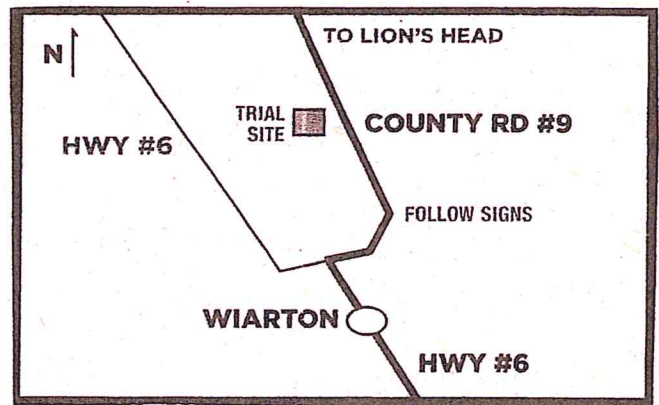 TO LION'S HEAD
N
TRIAL
SITE
COUNTY RD #9
HWY #6
FOLLOW SIGNS
WIARTON
HWY #6